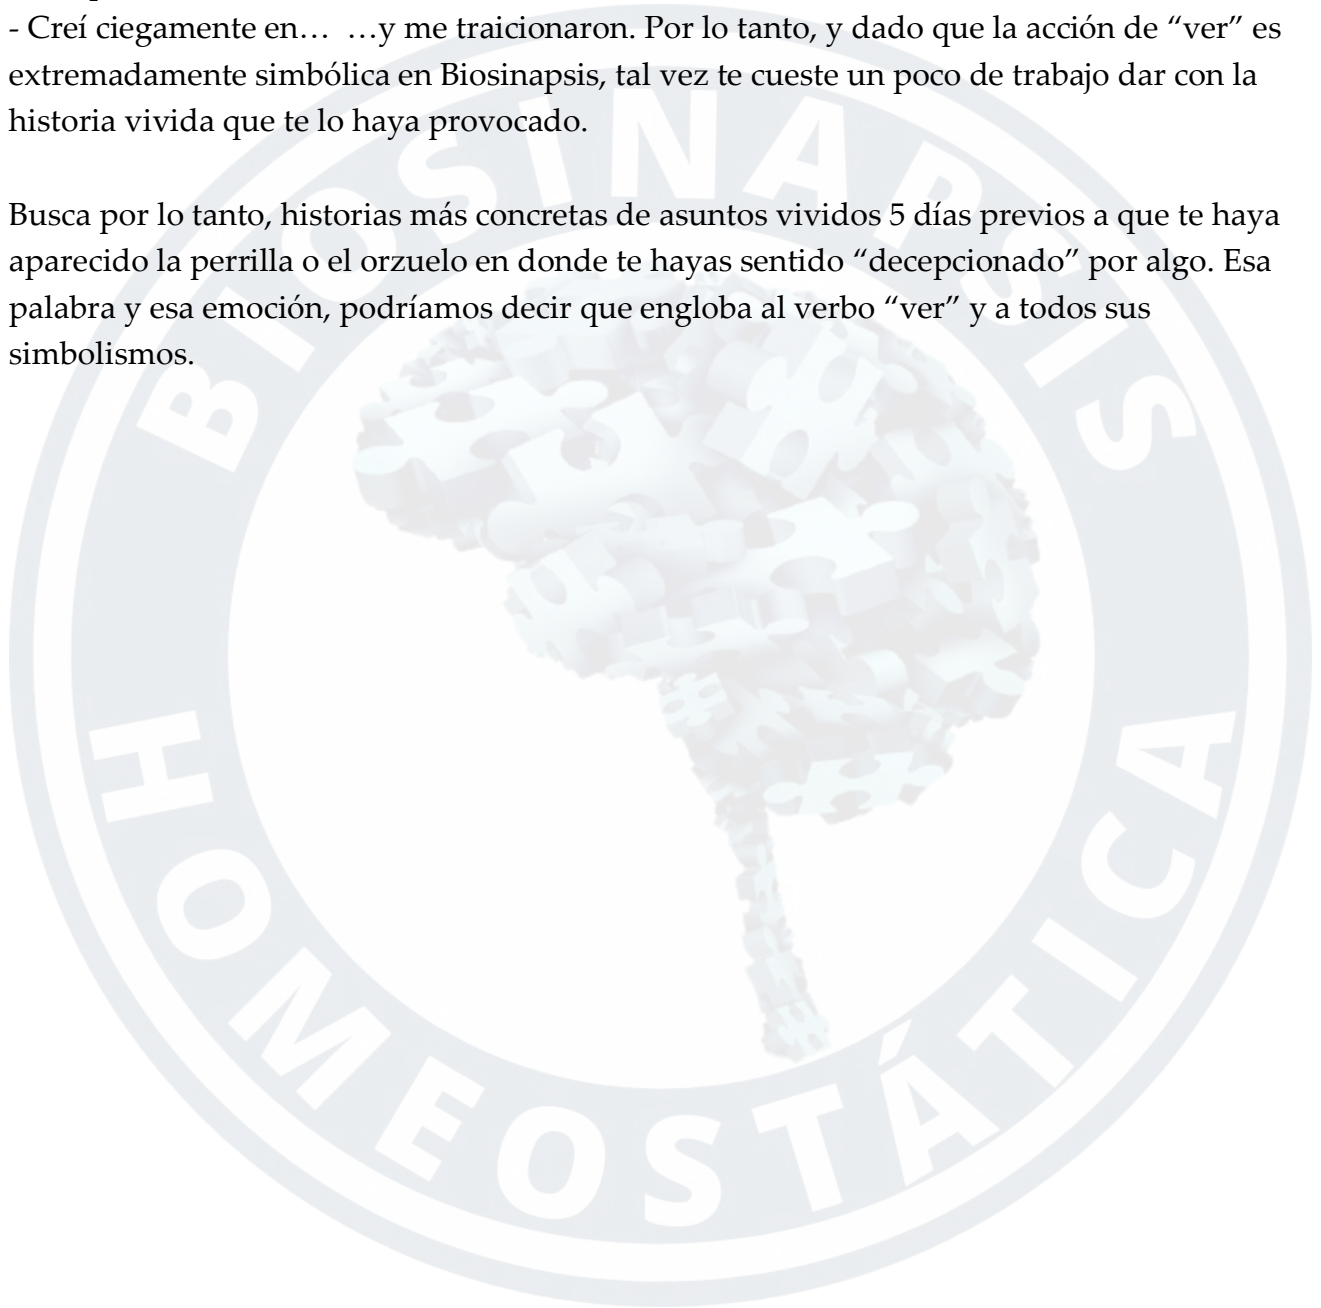 - Creí ciegamente en… …y me traicionaron. Por lo tanto, y dado que la acción de “ver” es
extremadamente simbólica en Biosinapsis, tal vez te cueste un poco de trabajo dar con la
historia vivida que te lo haya provocado.
Busca por lo tanto, historias más concretas de asuntos vividos 5 días previos a que te haya
aparecido la perrilla o el orzuelo en donde te hayas sentido “decepcionado” por algo. Esa
palabra y esa emoción, podríamos decir que engloba al verbo “ver” y a todos sus
simbolismos.
BIOSINAPSIS
HOMEOSTÁTICA